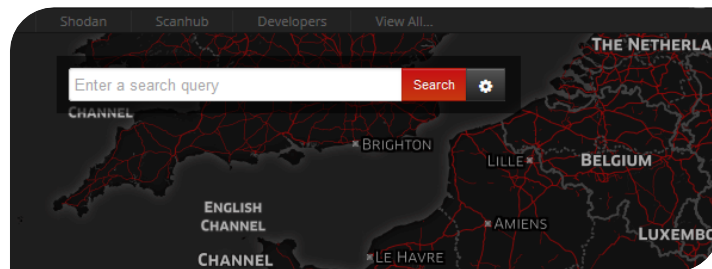 Shodan Scanhub Developers View All...
THE NETHERLA
Enter a search query Search
CHANNEL
BRIGHTON
LILLE BELGIUM
ENGLISH
CHANNEL
AMIENS
LUXEMBO
CHANNEL
LE HAVRE